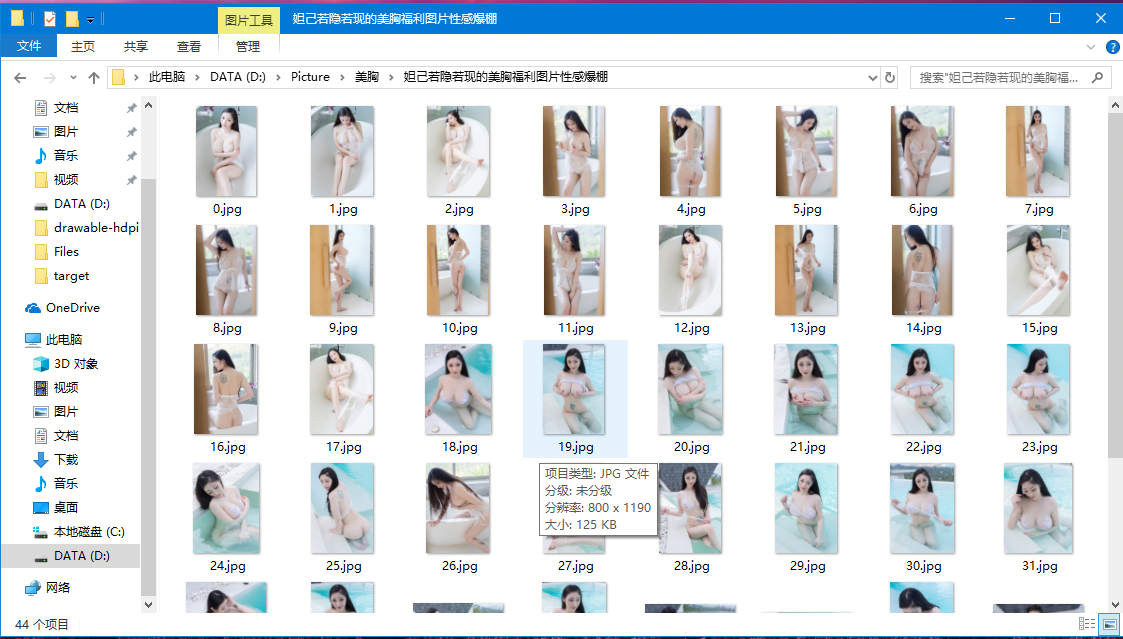 图片工具 妲己若隐若现的美胸福利图片性感爆棚
文件 主页 共享 查看 管理
此电脑 DATA (D:) Picture 美胸 妲己若隐若现的美胸福利图片性感爆棚 搜索"妲己若隐若现的美胸福...
文档
图片
音乐
视频
DATA (D:)
drawable-hdpi
Files
target
OneDrive
此电脑
3D 对象
视频
图片
文档
下载
音乐
桌面
本地磁盘 (C:)
DATA (D:)
网络
0.jpg 1.jpg 2.jpg 3.jpg 4.jpg 5.jpg 6.jpg 7.jpg
8.jpg 9.jpg 10.jpg 11.jpg 12.jpg 13.jpg 14.jpg 15.jpg
16.jpg 17.jpg 18.jpg 19.jpg 20.jpg 21.jpg 22.jpg 23.jpg
项目类型: JPG 文件
分级: 未分级
分辨率: 800 x 1190
大小: 125 KB
24.jpg 25.jpg 26.jpg 27.jpg 28.jpg 29.jpg 30.jpg 31.jpg
44 个项目